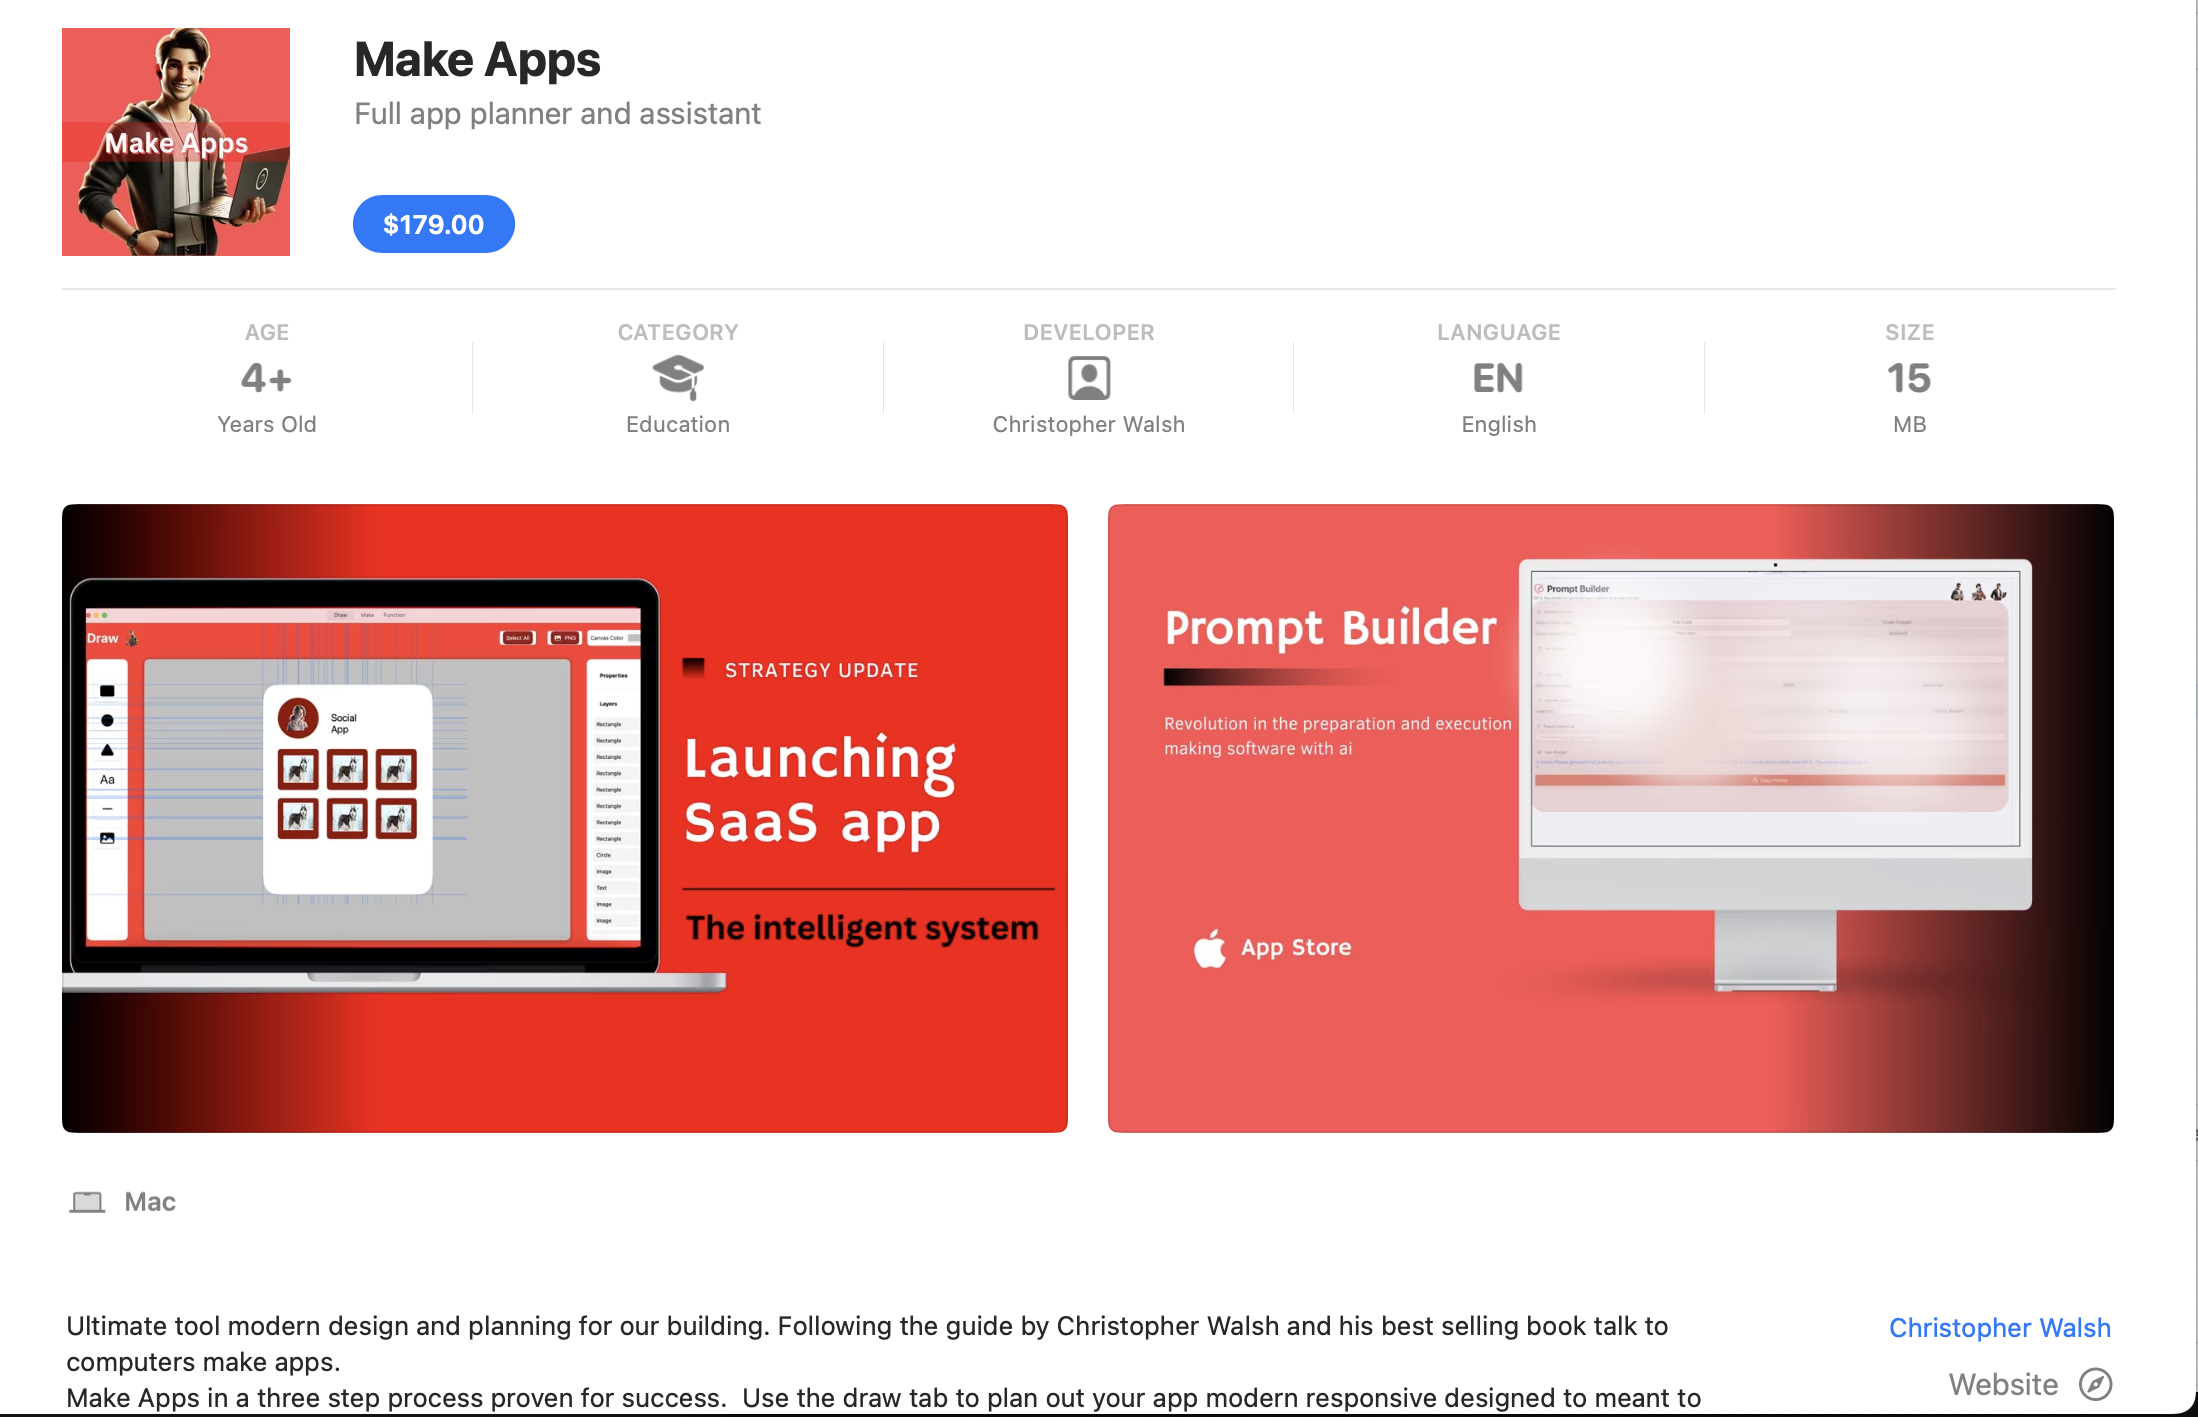 Make Apps
Full app planner and assistant
Make Apps
$179.00
AGE
4+
Years Old
CATEGORY
Education
DEVELOPER
Christopher Walsh
LANGUAGE
EN
English
SIZE
15
MB
Draw Make Function
Draw
Select All
PNG
Canvas Color
Properties
Layers
Rectangle
Rectangle
Rectangle
Rectangle
Rectangle
Rectangle
Rectangle
Rectangle
Circle
Image
Text
Image
Image
Aa
Social
App
STRATEGY UPDATE
Launching
SaaS app
The intelligent system
Prompt Builder
Revolution in the preparation and execution
making software with ai
App Store
Prompt Builder
Copy Prompt
Mac
Ultimate tool modern design and planning for our building. Following the guide by Christopher Walsh and his best selling book talk to
computers make apps.
Make Apps in a three step process proven for success.  Use the draw tab to plan out your app modern responsive designed to meant to
Christopher Walsh
Website